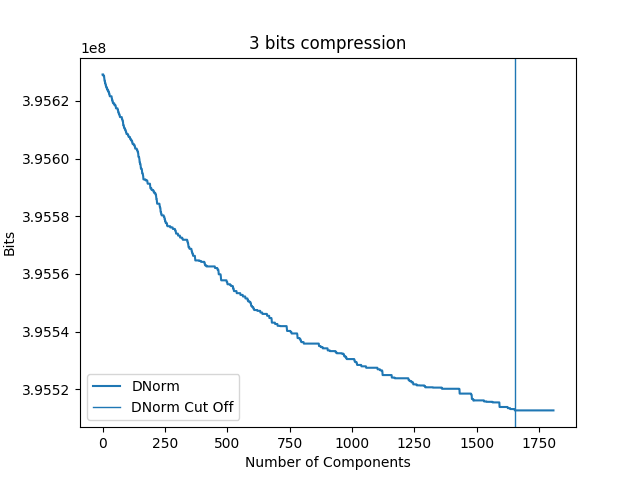 3 bits compression
1e8
3.9562
3.9560
3.9558
3.9556
3.9554
3.9552
Bits
DNorm
DNorm Cut Off
0 250 500 750 1000 1250 1500 1750
Number of Components